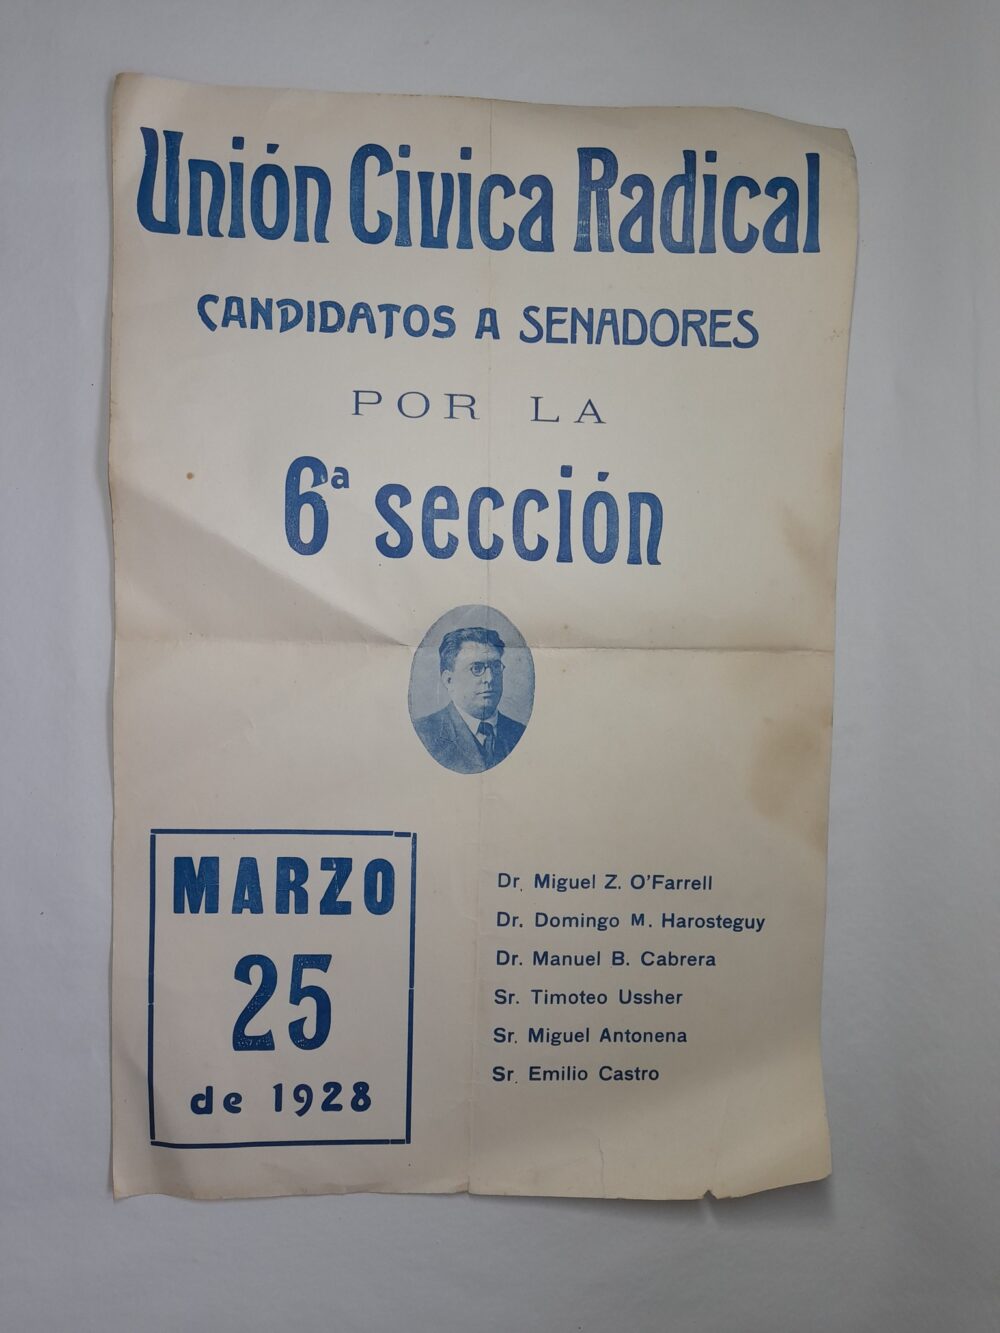 Unión Civica Radical
CANDIDATOS A SENADORES
POR LA
6ª sección
MARZO
25
de 1928
Dr. Miguel Z. O'Farrell
Dr. Domingo M. Harosteguy
Dr. Manuel B. Cabrera
Sr. Timoteo Ussher
Sr. Miguel Antonena
Sr. Emilio Castro